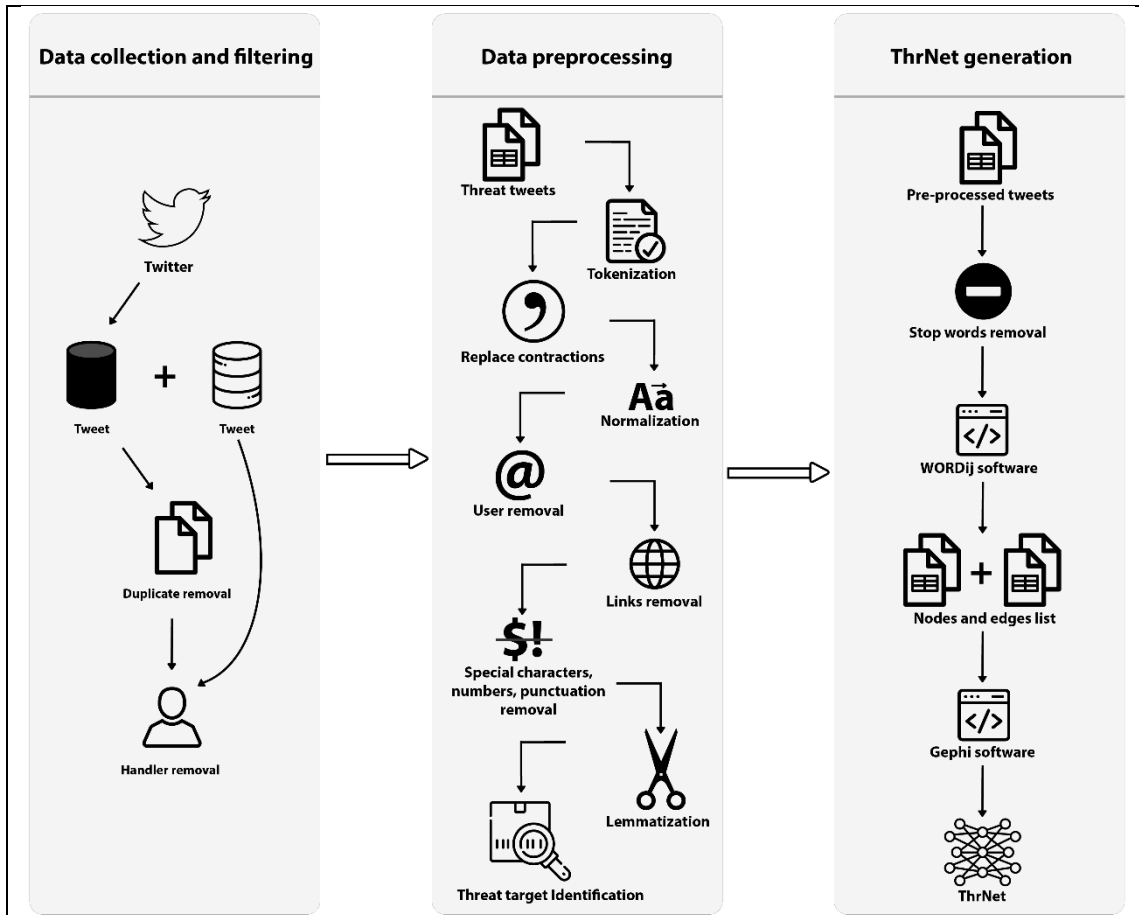 Data collection and filtering
Twitter
+
Tweet
Tweet
Duplicate removal
Handler removal
Data preprocessing
Threat tweets
Tokenization
,
Replace contractions
Aa
Normalization
@
User removal
Links removal
$!
Special characters,
numbers, punctuation
removal
Lemmatization
Threat target Identification
ThrNet generation
Pre-processed tweets
Stop words removal
</>
WORDij software
+
Nodes and edges list
</>
Gephi software
ThrNet